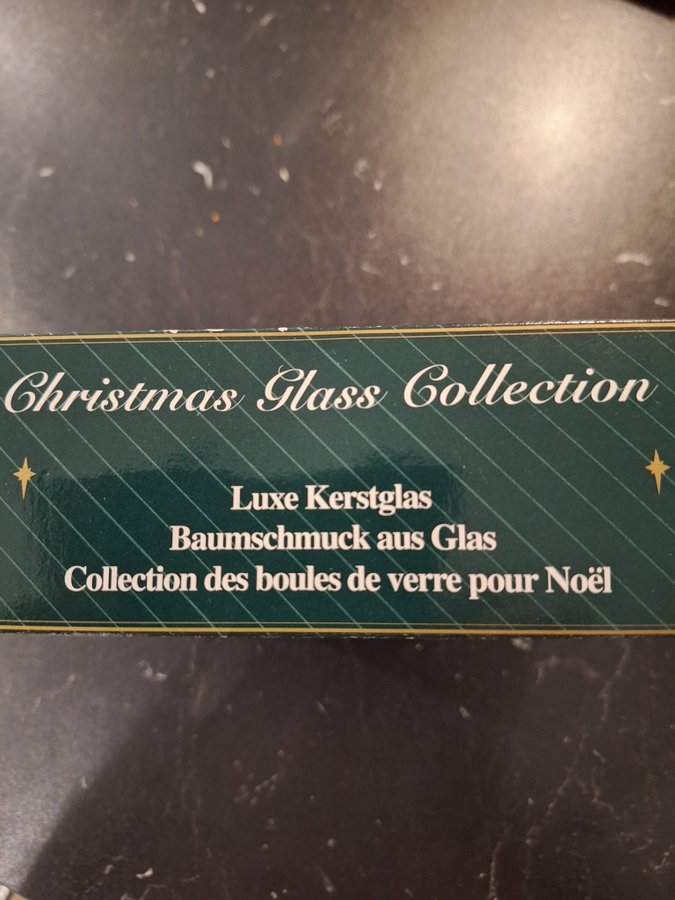 Christmas Glass Collection
Luxe Kerstglas
Baumschmuck aus Glas
Collection des boules de verre pour Noël